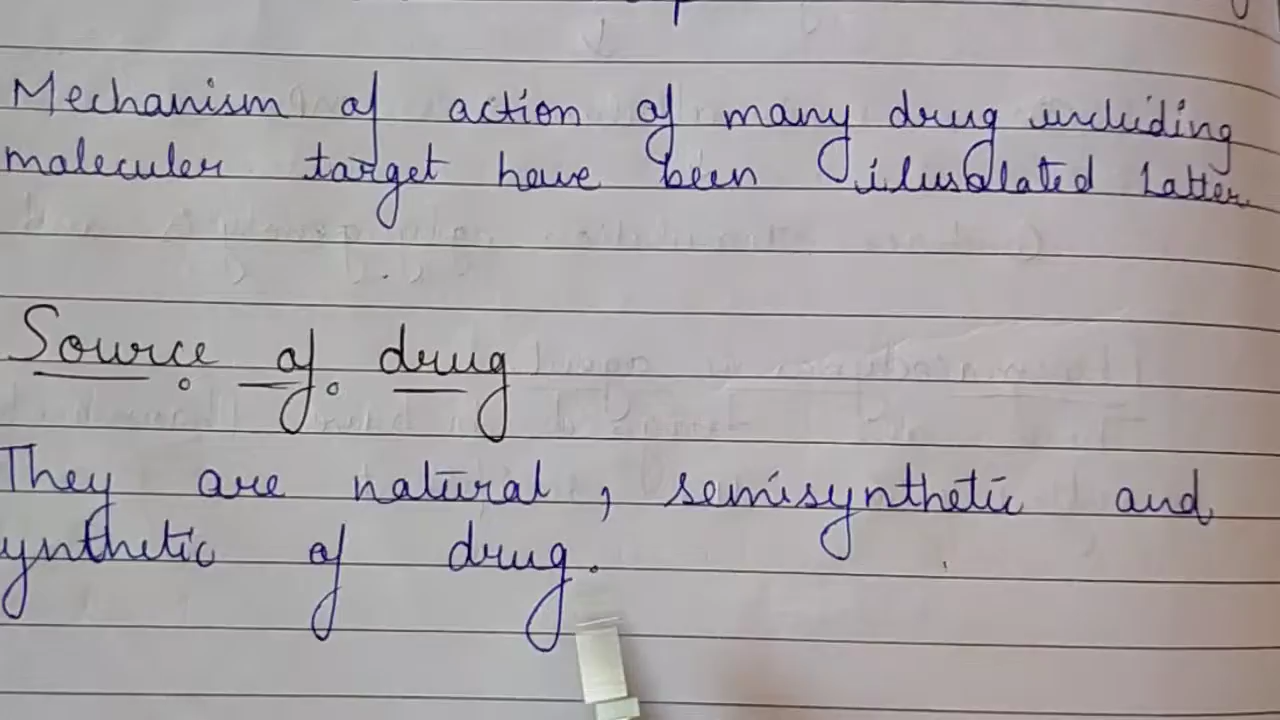 Mechanism of action of many drug including
maleculer target have been ilusblated Latter
Source of drug
They are natural, semisynthetic and
ynthetic of drug.